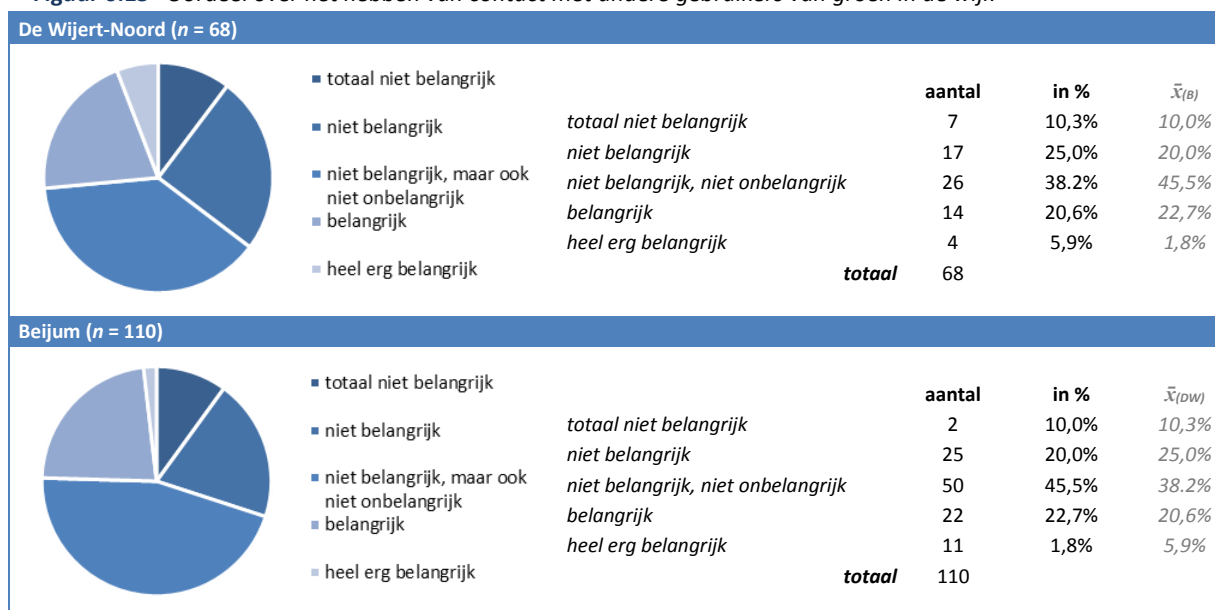 De Wijert-Noord (n = 68)
totaal niet belangrijk
niet belangrijk
niet belangrijk, maar ook
niet onbelangrijk
belangrijk
heel erg belangrijk
aantal in % x̄(B)
totaal niet belangrijk 7 10,3% 10,0%
niet belangrijk 17 25,0% 20,0%
niet belangrijk, niet onbelangrijk 26 38.2% 45,5%
belangrijk 14 20,6% 22,7%
heel erg belangrijk 4 5,9% 1,8%
totaal 68
Beijum (n = 110)
totaal niet belangrijk
niet belangrijk
niet belangrijk, maar ook
niet onbelangrijk
belangrijk
heel erg belangrijk
aantal in % x̄(DW)
totaal niet belangrijk 2 10,0% 10,3%
niet belangrijk 25 20,0% 25,0%
niet belangrijk, niet onbelangrijk 50 45,5% 38.2%
belangrijk 22 22,7% 20,6%
heel erg belangrijk 11 1,8% 5,9%
totaal 110